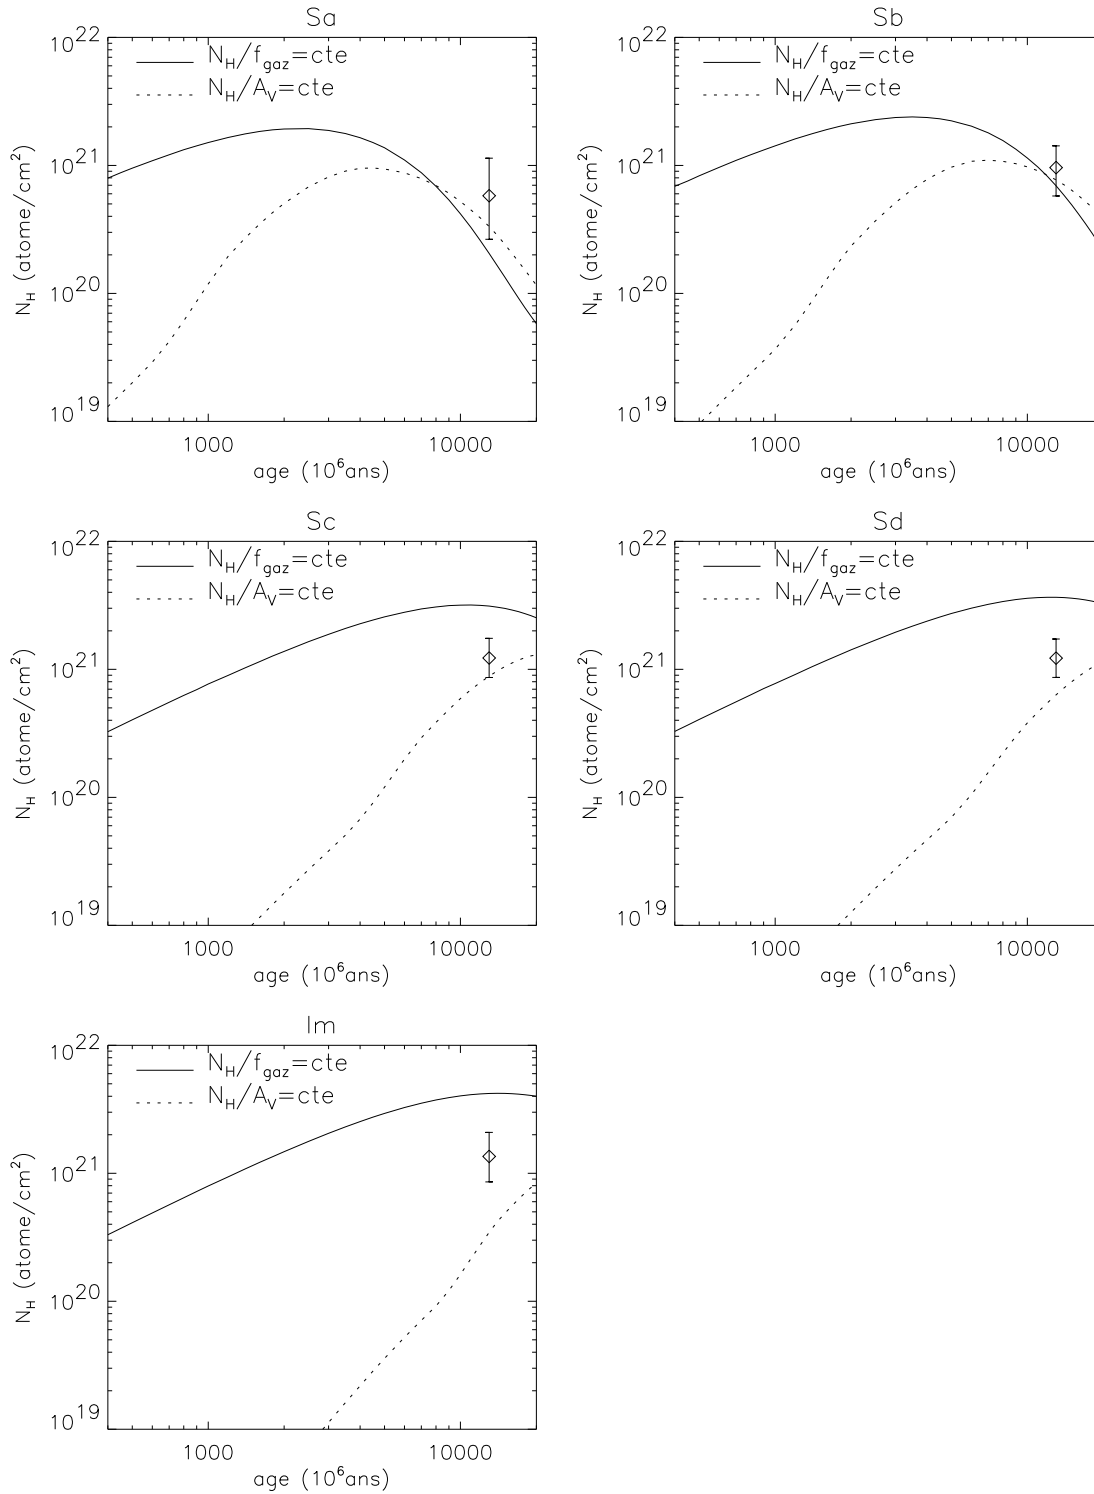 Sa
10^22
N_H/f_gaz=cte
N_H/A_V=cte
10^21
10^20
10^19
N_H (atome/cm^2)
1000 10000
age (10^6ans)
Sb
10^22
N_H/f_gaz=cte
N_H/A_V=cte
10^21
10^20
10^19
N_H (atome/cm^2)
1000 10000
age (10^6ans)
Sc
10^22
N_H/f_gaz=cte
N_H/A_V=cte
10^21
10^20
10^19
N_H (atome/cm^2)
1000 10000
age (10^6ans)
Sd
10^22
N_H/f_gaz=cte
N_H/A_V=cte
10^21
10^20
10^19
N_H (atome/cm^2)
1000 10000
age (10^6ans)
Im
10^22
N_H/f_gaz=cte
N_H/A_V=cte
10^21
10^20
10^19
N_H (atome/cm^2)
1000 10000
age (10^6ans)